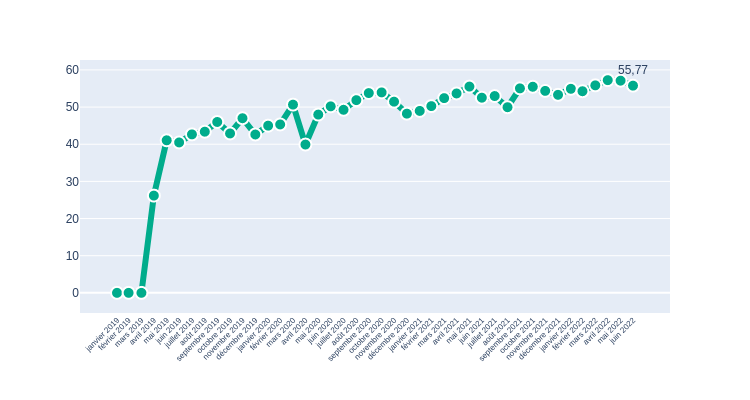 60
55,77
50
40
30
20
10
0
janvier 2019
février 2019
mars 2019
avril 2019
mai 2019
juin 2019
juillet 2019
août 2019
septembre 2019
octobre 2019
novembre 2019
décembre 2019
janvier 2020
février 2020
mars 2020
avril 2020
mai 2020
juin 2020
juillet 2020
août 2020
septembre 2020
octobre 2020
novembre 2020
décembre 2020
janvier 2021
février 2021
mars 2021
avril 2021
mai 2021
juin 2021
juillet 2021
août 2021
septembre 2021
octobre 2021
novembre 2021
décembre 2021
janvier 2022
février 2022
mars 2022
avril 2022
mai 2022
juin 2022